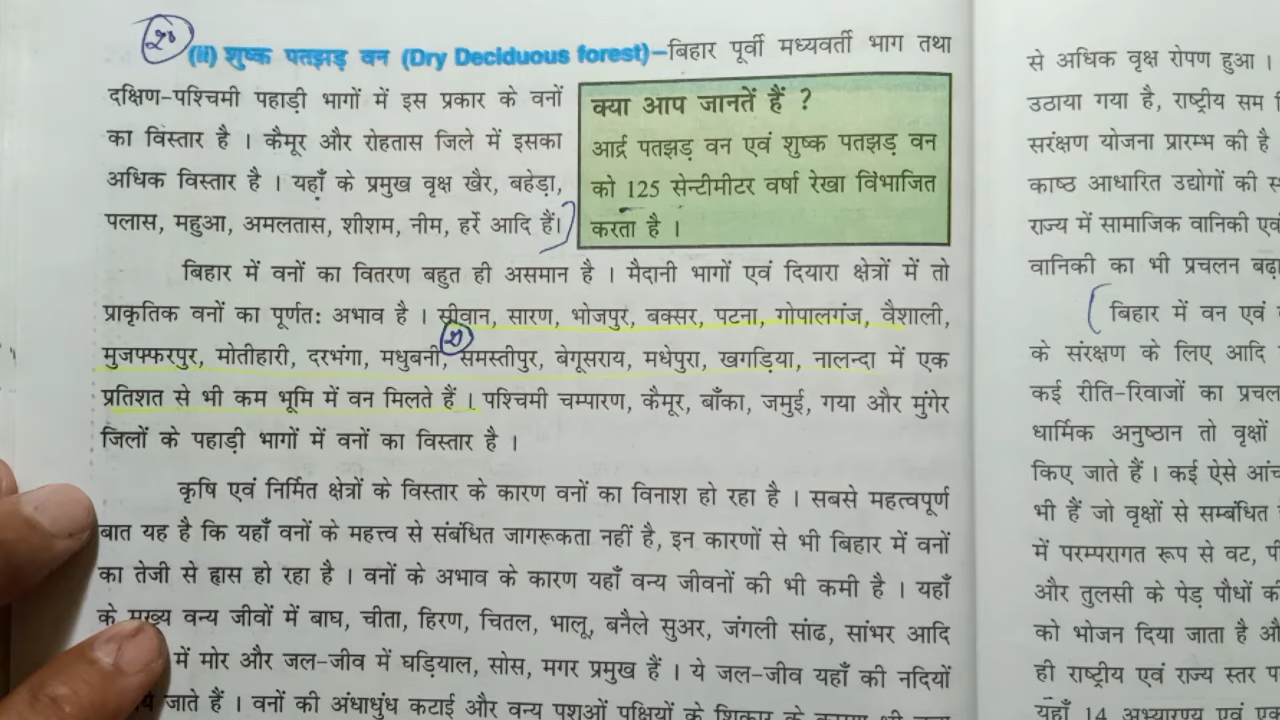 (ii) शुष्क पतझड़ वन (Dry Deciduous forest)–बिहार पूर्वी मध्यवर्ती भाग तथा
दक्षिण-पश्चिमी पहाड़ी भागों में इस प्रकार के वनों
का विस्तार है । कैमूर और रोहतास जिले में इसका
अधिक विस्तार है । यहाँ के प्रमुख वृक्ष खैर, बहेड़ा,
पलास, महुआ, अमलतास, शीशम, नीम, हर्रे आदि हैं।
क्या आप जानतें हैं ?
आर्द्र पतझड़ वन एवं शुष्क पतझड़ वन
को 125 सेन्टीमीटर वर्षा रेखा विभाजित
करता है ।
बिहार में वनों का वितरण बहुत ही असमान है । मैदानी भागों एवं दियारा क्षेत्रों में तो
प्राकृतिक वनों का पूर्णत: अभाव है । सीवान, सारण, भोजपुर, बक्सर, पटना, गोपालगंज, वैशाली,
मुजफ्फरपुर, मोतीहारी, दरभंगा, मधुबनी, समस्तीपुर, बेगूसराय, मधेपुरा, खगड़िया, नालन्दा में एक
प्रतिशत से भी कम भूमि में वन मिलते हैं । पश्चिमी चम्पारण, कैमूर, बाँका, जमुई, गया और मुंगेर
जिलों के पहाड़ी भागों में वनों का विस्तार है ।
कृषि एवं निर्मित क्षेत्रों के विस्तार के कारण वनों का विनाश हो रहा है । सबसे महत्वपूर्ण
बात यह है कि यहाँ वनों के महत्त्व से संबंधित जागरूकता नहीं है, इन कारणों से भी बिहार में वनों
का तेजी से ह्रास हो रहा है । वनों के अभाव के कारण यहाँ वन्य जीवनों की भी कमी है । यहाँ
के मुख्य वन्य जीवों में बाघ, चीता, हिरण, चितल, भालू, बनैले सुअर, जंगली सांढ, सांभर आदि
में मोर और जल-जीव में घड़ियाल, सोस, मगर प्रमुख हैं । ये जल-जीव यहाँ की नदियों
जाते हैं । वनों की अंधाधुंध कटाई और वन्य पशुओं पक्षियों के शिकार के कारण भी
से अधिक वृक्ष रोपण हुआ ।
उठाया गया है, राष्ट्रीय सम
सरंक्षण योजना प्रारम्भ की है
काष्ठ आधारित उद्योगों की
राज्य में सामाजिक वानिकी
वानिकी का भी प्रचलन
बिहार में वन एवं
के संरक्षण के लिए आदि
कई रीति-रिवाजों का
धार्मिक अनुष्ठान तो वृक्षों
किए जाते हैं । कई ऐसे
भी हैं जो वृक्षों से सम्बंधित
में परम्परागत रूप से वट,
और तुलसी के पेड़ पौधों
को भोजन दिया जाता है
ही राष्ट्रीय एवं राज्य स्तर
यहाँ 14 अभ्यारण्य एवं